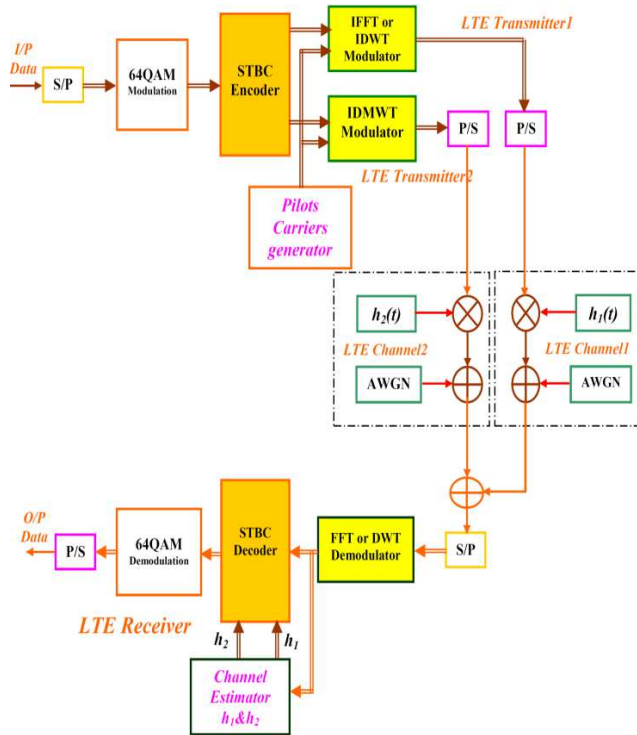 I/P
Data
S/P
64QAM
Modulation
STBC
Encoder
IFFT or
IDWT
Modulator
LTE Transmitter1
IDMWT
Modulator
P/S
P/S
LTE Transmitter2
Pilots
Carriers
generator
h2(t)
h1(t)
LTE Channel2
LTE Channel1
AWGN
AWGN
O/P
Data
P/S
64QAM
Demodulation
STBC
Decoder
FFT or DWT
Demodulator
S/P
LTE Receiver
h2
h1
Channel
Estimator
h1&h2